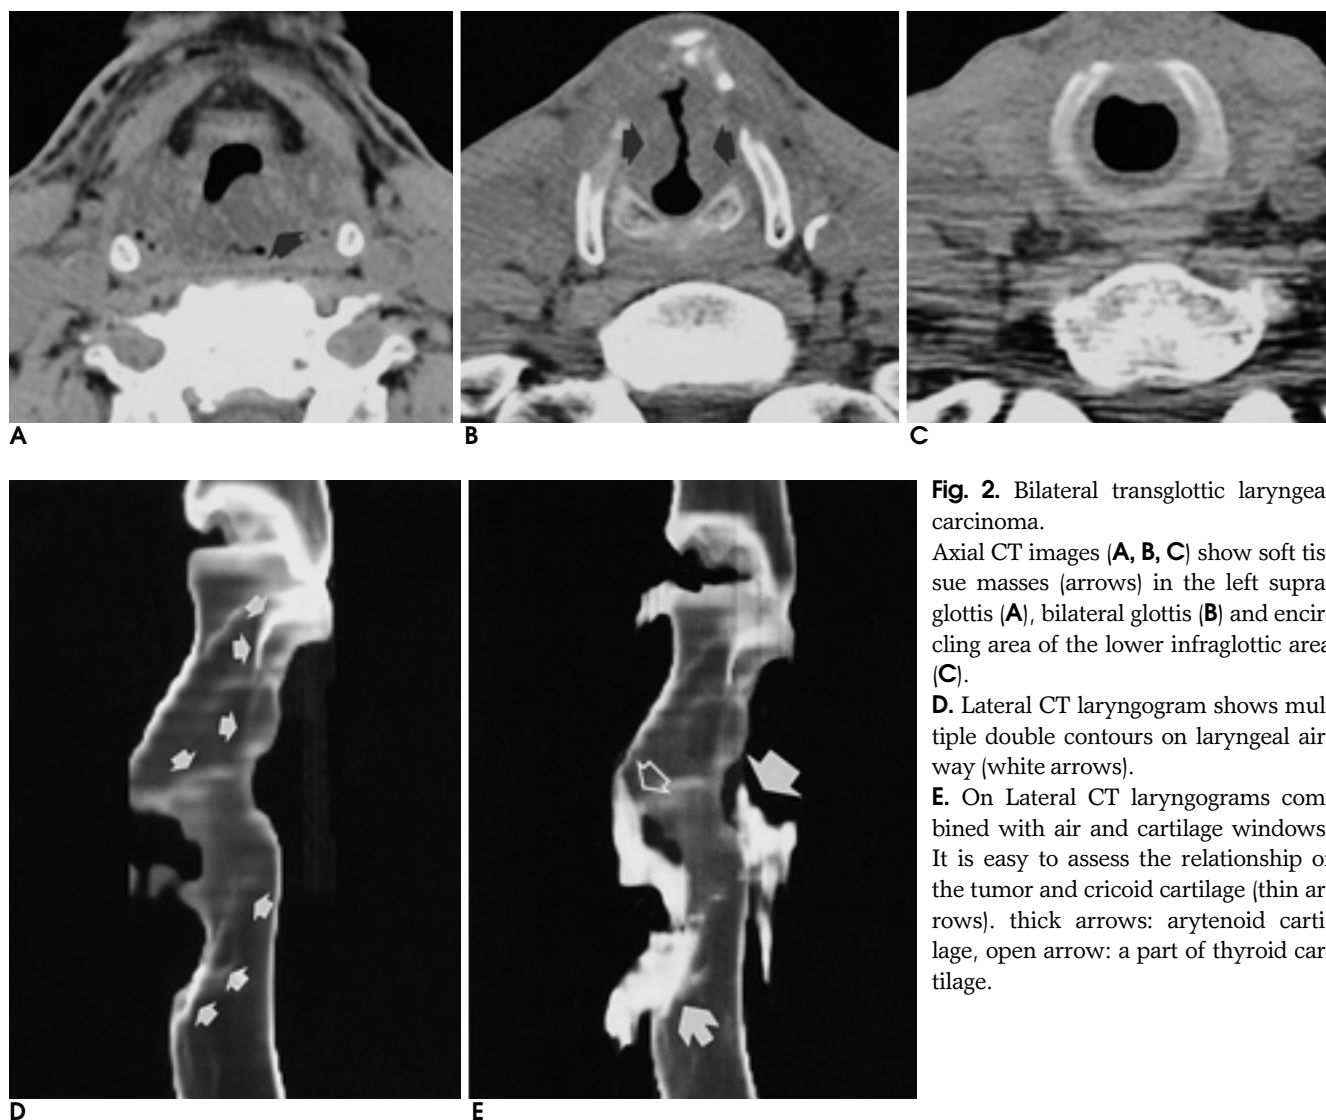 A
B
C
D
E
Fig. 2. Bilateral transglottic laryngea
carcinoma.
Axial CT images (A, B, C) show soft tis
sue masses (arrows) in the left supra
glottis (A), bilateral glottis (B) and encir
cling area of the lower infraglottic area
(C).
D. Lateral CT laryngogram shows mul
tiple double contours on laryngeal air
way (white arrows).
E. On Lateral CT laryngograms com
bined with air and cartilage windows
It is easy to assess the relationship o
the tumor and cricoid cartilage (thin ar
rows). thick arrows: arytenoid carti
lage, open arrow: a part of thyroid car
tilage.